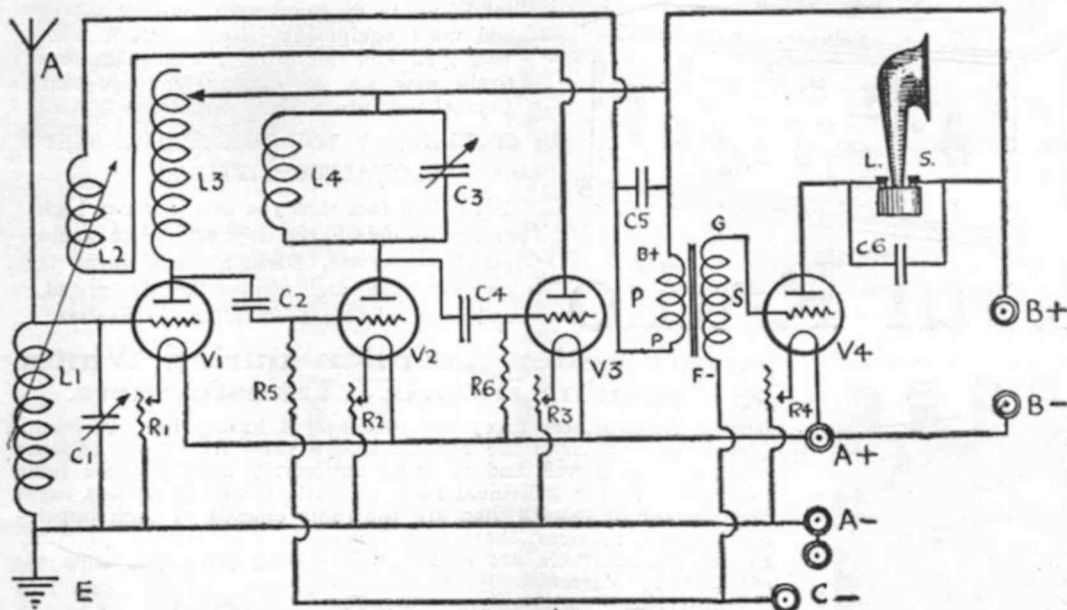 A
L3
L4
C3
L2
C5
L. S.
C6
G
B+
P
S
P
F-
C2
C4
V1
V2
V3
V4
L1
C1
R1
R5
R2
R6
R3
R4
B+
B-
A+
A-
C-
E